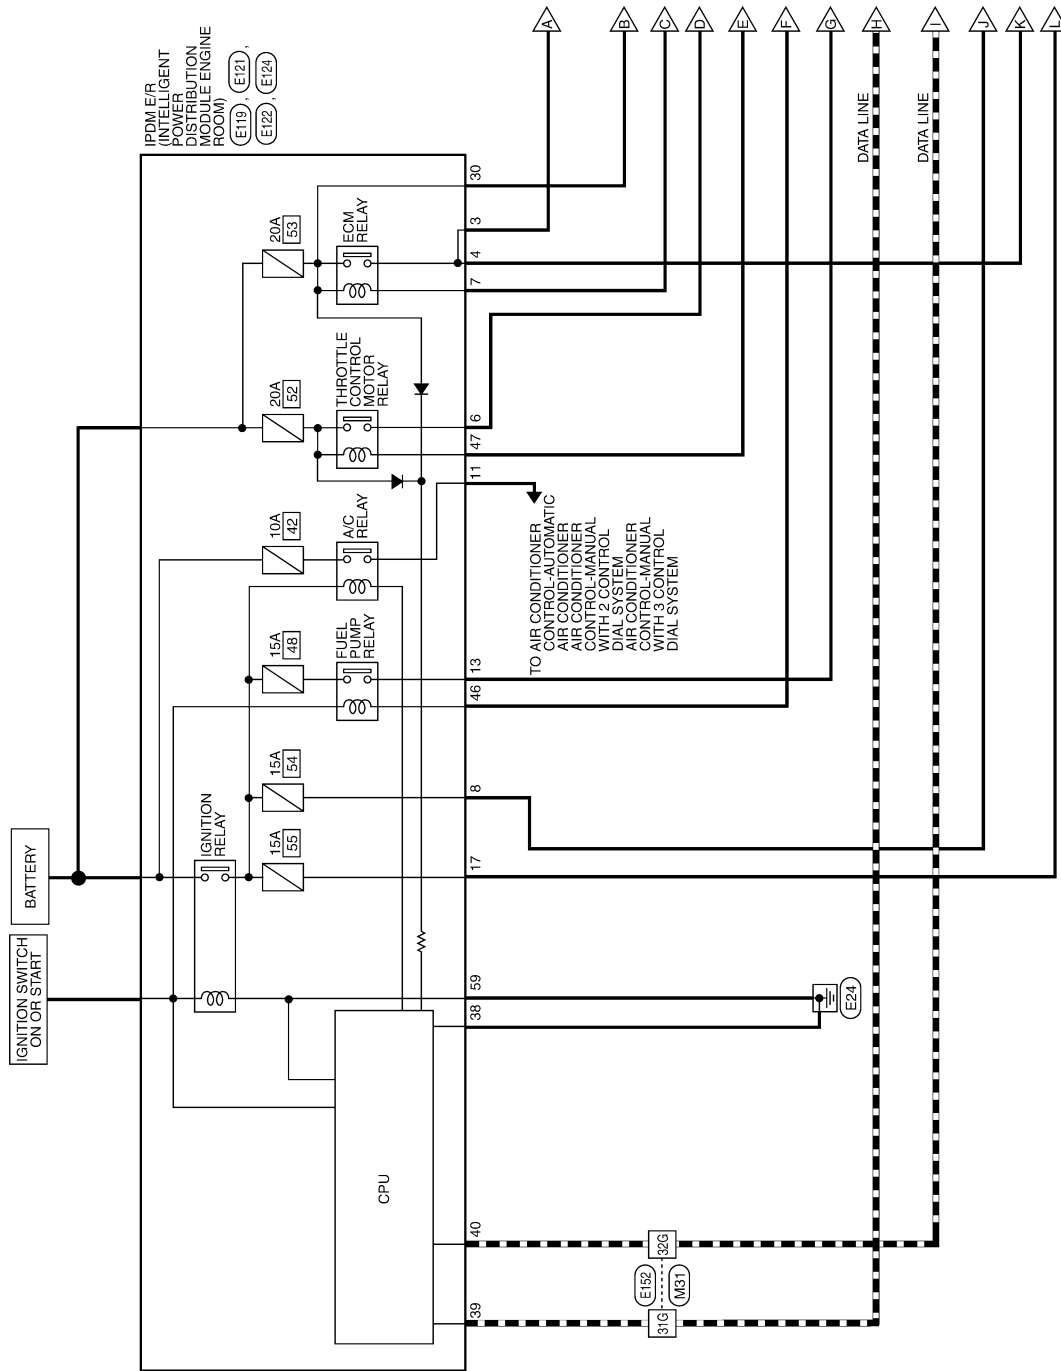 BATTERY
IGNITION SWITCH
ON OR START
IPDM E/R
(INTELLIGENT
POWER
DISTRIBUTION
MODULE ENGINE
ROOM)
E119 , E121 ,
E122 , E124
IGNITION
RELAY
15A
55
15A
54
15A
48
FUEL
PUMP
RELAY
10A
42
A/C
RELAY
20A
52
THROTTLE
CONTROL
MOTOR
RELAY
20A
53
ECM
RELAY
CPU
39
40
38
59
17
8
46
13
11
47
6
7
4
3
30
TO AIR CONDITIONER
CONTROL-AUTOMATIC
AIR CONDITIONER
AIR CONDITIONER
CONTROL-MANUAL
WITH 2 CONTROL
DIAL SYSTEM
AIR CONDITIONER
CONTROL-MANUAL
WITH 3 CONTROL
DIAL SYSTEM
E152
31G
32G
M31
E24
DATA LINE
DATA LINE
A
B
C
D
E
F
G
H
I
J
K
L